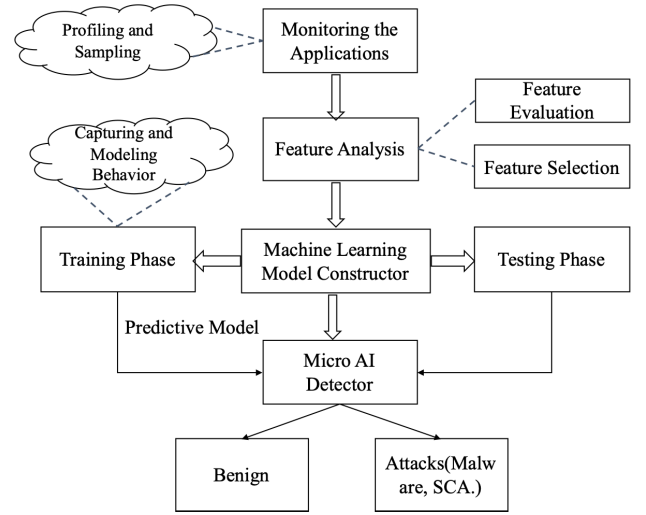 Profiling and
Sampling
Monitoring the
Applications
Feature
Evaluation
Capturing and
Modeling
Behavior
Feature Analysis
Feature Selection
Training Phase
Machine Learning
Model Constructor
Testing Phase
Predictive Model
Micro AI
Detector
Benign
Attacks(Malw
are, SCA.)